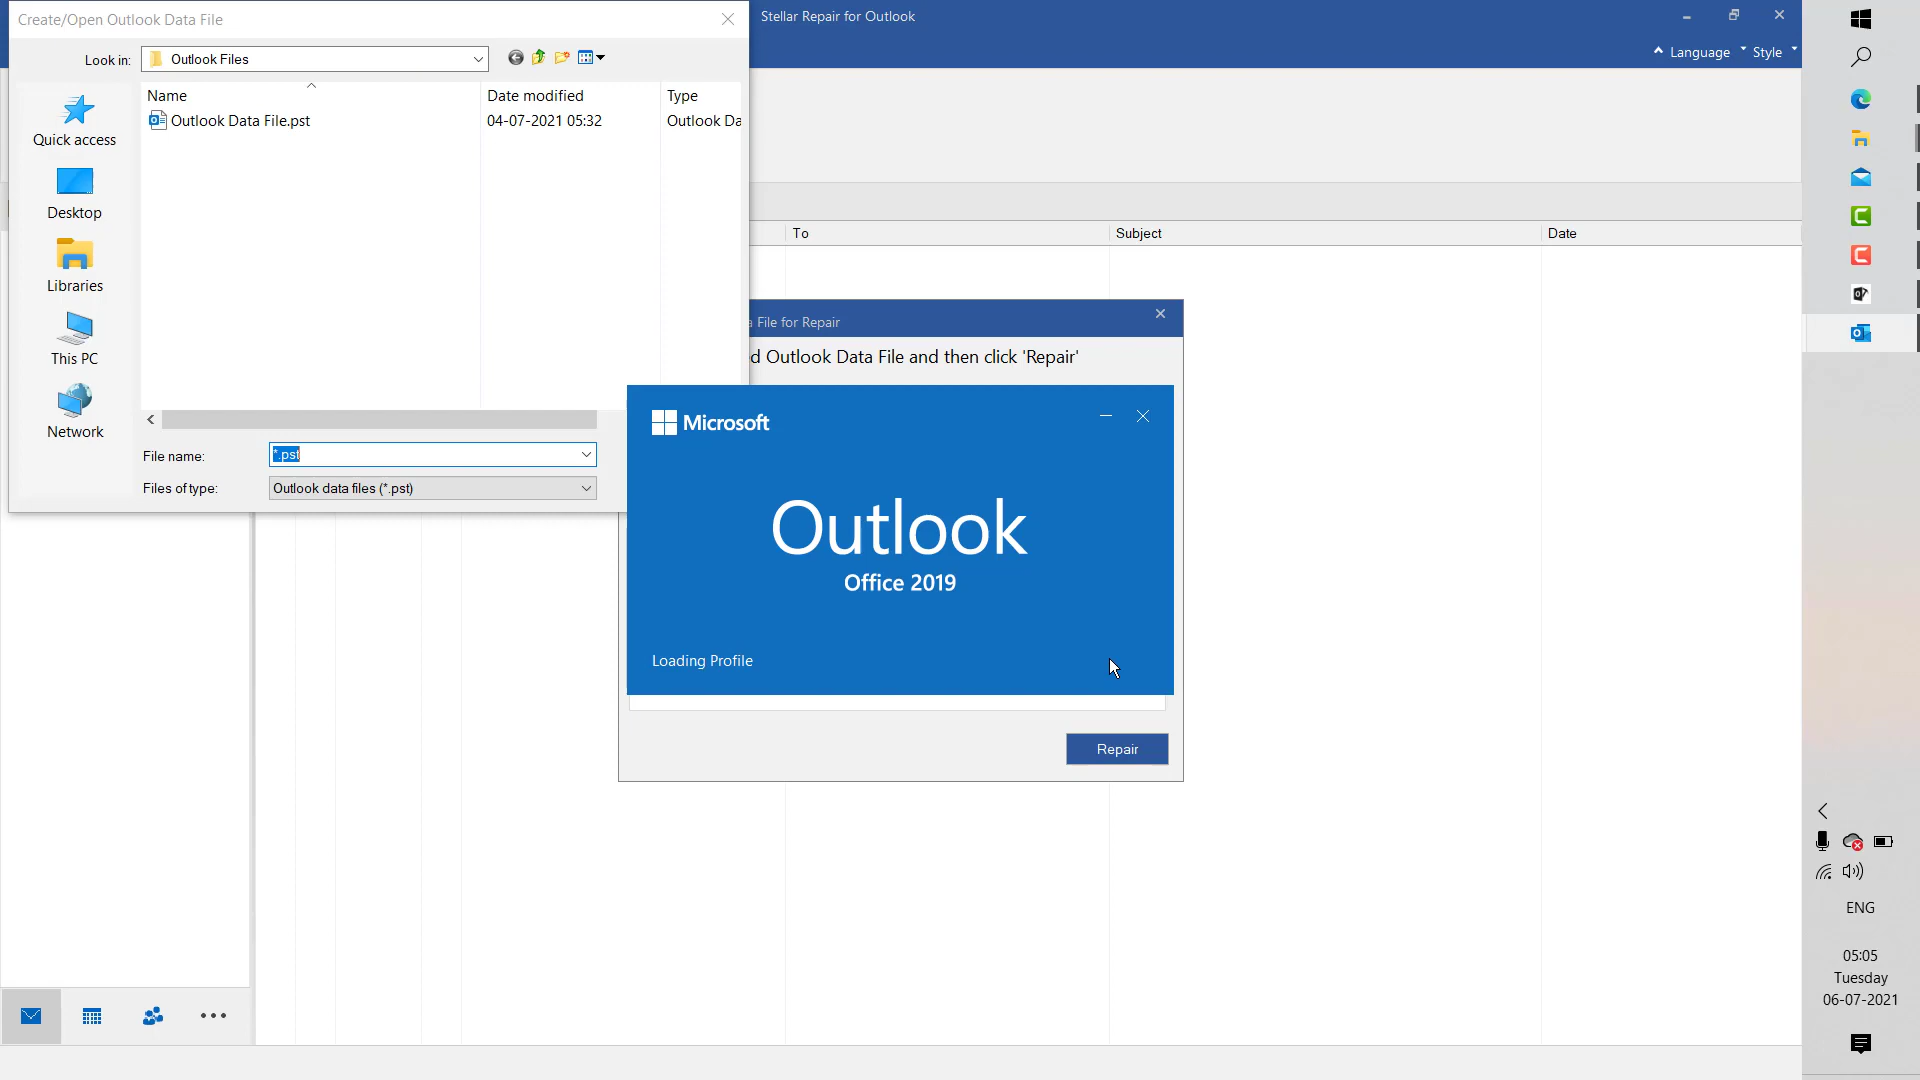 Create/Open Outlook Data File
Stellar Repair for Outlook
Language
Style
Look in:
Outlook Files
Name
Date modified
Type
Outlook Data File.pst
04-07-2021 05:32
Outlook Da
Quick access
Desktop
Libraries
This PC
Network
File name:
*.pst
Files of type:
Outlook data files (*.pst)
To
Subject
Date
a File for Repair
d Outlook Data File and then click 'Repair'
Microsoft
Outlook
Office 2019
Loading Profile
Repair
ENG
05:05
Tuesday
06-07-2021